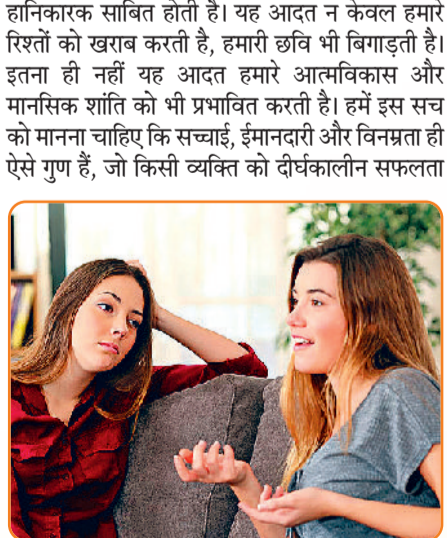 हानिकारक साबित होती है। यह आदत न केवल हमारे
रिश्तों को खराब करती है, हमारी छवि भी बिगाड़ती है।
इतना ही नहीं यह आदत हमारे आत्मविकास और
मानसिक शांति को भी प्रभावित करती है। हमें इस सच
को मानना चाहिए कि सच्चाई, ईमानदारी और विनम्रता ही
ऐसे गुण हैं, जो किसी व्यक्ति को दीर्घकालीन सफलता